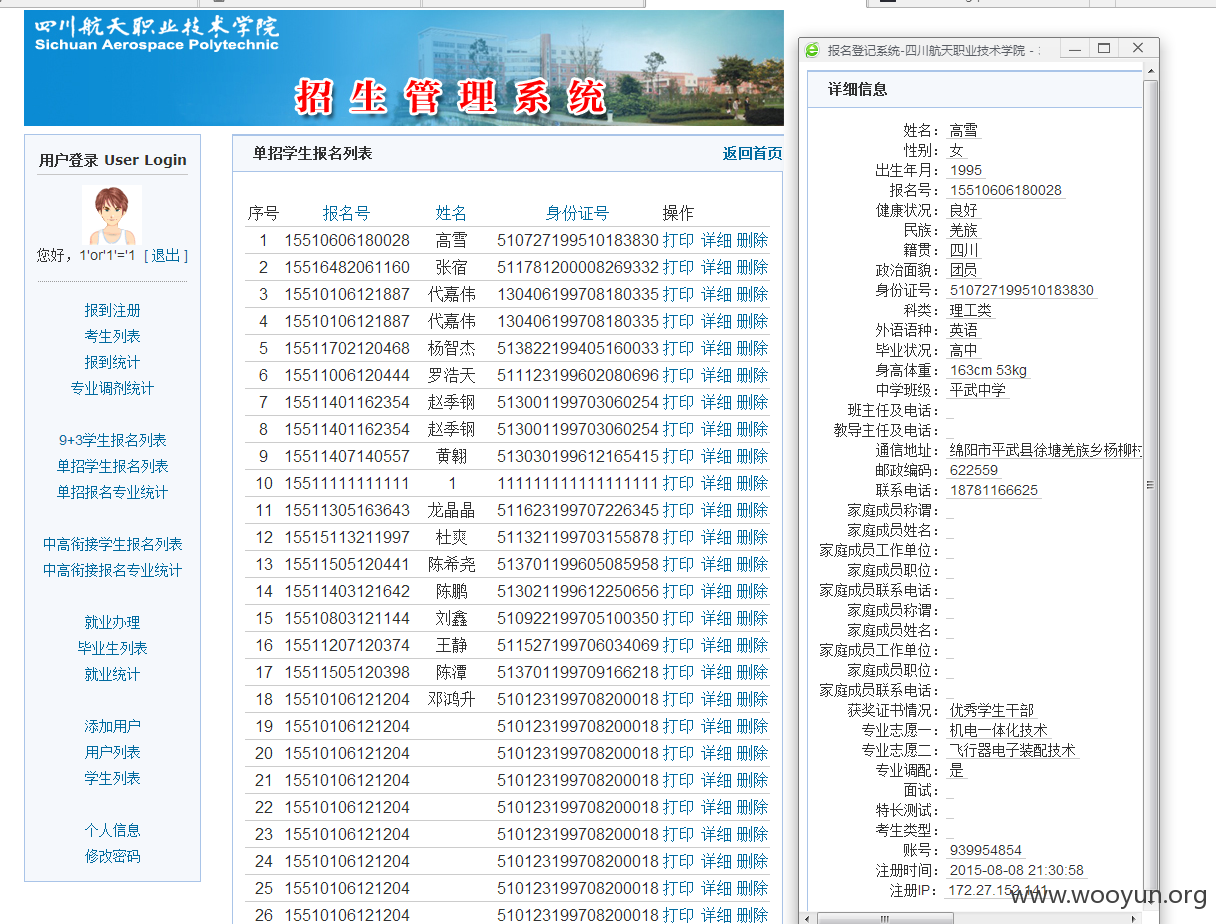 四川航天职业技术学院
Sichuan Aerospace Polytechnic
招生管理系统
用户登录 User Login
您好，1'or'1'='1 [ 退出 ]
报到注册
考生列表
报到统计
专业调剂统计
9+3学生报名列表
单招学生报名列表
单招报名专业统计
中高衔接学生报名列表
中高衔接报名专业统计
就业办理
毕业生列表
就业统计
添加用户
用户列表
学生列表
个人信息
修改密码
单招学生报名列表 返回首页
序号 报名号 姓名 身份证号 操作
1 15510606180028 高雪 510727199510183830 打印 详细 删除
2 15516482061160 张宿 511781200008269332 打印 详细 删除
3 15510106121887 代嘉伟 130406199708180335 打印 详细 删除
4 15510106121887 代嘉伟 130406199708180335 打印 详细 删除
5 15511702120468 杨智杰 513822199405160033 打印 详细 删除
6 15511006120444 罗浩天 511123199602080696 打印 详细 删除
7 15511401162354 赵季钢 513001199703060254 打印 详细 删除
8 15511401162354 赵季钢 513001199703060254 打印 详细 删除
9 15511407140557 黄翱 513030199612165415 打印 详细 删除
10 15511111111111 1 111111111111111111 打印 详细 删除
11 15511305163643 龙晶晶 511623199707226345 打印 详细 删除
12 15515113211997 杜爽 511321199703155878 打印 详细 删除
13 15511505120441 陈希尧 513701199605085958 打印 详细 删除
14 15511403121642 陈鹏 513021199612250656 打印 详细 删除
15 15510803121144 刘鑫 510922199705100350 打印 详细 删除
16 15511207120374 王静 511527199706034069 打印 详细 删除
17 15511505120398 陈潭 513701199709166218 打印 详细 删除
18 15510106121204 邓鸿升 510123199708200018 打印 详细 删除
19 15510106121204 510123199708200018 打印 详细 删除
20 15510106121204 510123199708200018 打印 详细 删除
21 15510106121204 510123199708200018 打印 详细 删除
22 15510106121204 510123199708200018 打印 详细 删除
23 15510106121204 510123199708200018 打印 详细 删除
24 15510106121204 510123199708200018 打印 详细 删除
25 15510106121204 510123199708200018 打印 详细 删除
26 15510106121204 510123199708200018 打印 详细 删除
报名登记系统-四川航天职业技术学院 -
详细信息
姓名： 高雪
性别： 女
出生年月： 1995
报名号： 15510606180028
健康状况： 良好
民族： 羌族
籍贯： 四川
政治面貌： 团员
身份证号： 510727199510183830
科类： 理工类
外语语种： 英语
毕业状况： 高中
身高体重： 163cm 53kg
中学班级： 平武中学
班主任及电话：
教导主任及电话：
通信地址： 绵阳市平武县徐塘羌族乡杨柳村
邮政编码： 622559
联系电话： 18781166625
家庭成员称谓：
家庭成员姓名：
家庭成员工作单位：
家庭成员职位：
家庭成员联系电话：
家庭成员称谓：
家庭成员姓名：
家庭成员工作单位：
家庭成员职位：
家庭成员联系电话：
获奖证书情况： 优秀学生干部
专业志愿一： 机电一体化技术
专业志愿二： 飞行器电子装配技术
专业调配： 是
面试：
特长测试：
考生类型：
账号： 939954854
注册时间： 2015-08-08 21:30:58
注册IP： 172.27.152.141
www.wooyun.org